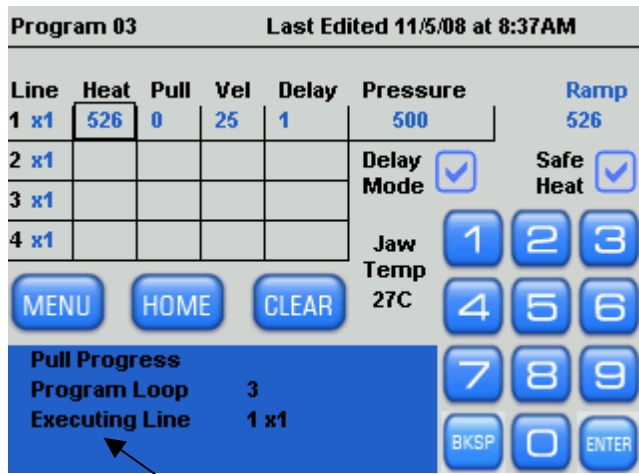 Program 03 Last Edited 11/5/08 at 8:37AM
Line Heat Pull Vel Delay Pressure Ramp
1 x1 526 0 25 1 500 526
2 x1
3 x1
4 x1
Delay Mode
Safe Heat
Jaw Temp
27C
1 2 3
4 5 6
7 8 9
BKSP 0 ENTER
MENU HOME CLEAR
Pull Progress
Program Loop 3
Executing Line 1 x1